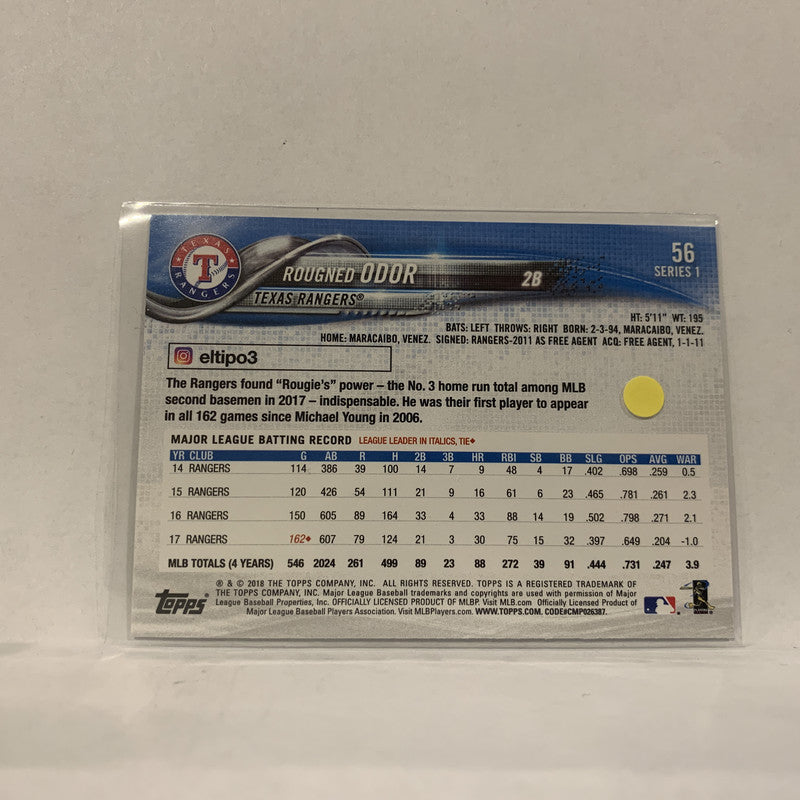 TEXAS RANGERS
T
ROUGNED ODOR 2B
TEXAS RANGERS®
56
SERIES 1
HT: 5'11" WT: 195
BATS: LEFT THROWS: RIGHT BORN: 2-3-94, MARACAIBO, VENEZ.
HOME: MARACAIBO, VENEZ. SIGNED: RANGERS-2011 AS FREE AGENT ACQ: FREE AGENT, 1-1-11
eltipo3
The Rangers found “Rougie’s” power – the No. 3 home run total among MLB
second basemen in 2017 – indispensable. He was their first player to appear
in all 162 games since Michael Young in 2006.
MAJOR LEAGUE BATTING RECORD LEAGUE LEADER IN ITALICS, TIE♦
YR CLUB G AB R H 2B 3B HR RBI SB BB SLG OPS AVG WAR
14 RANGERS 114 386 39 100 14 7 9 48 4 17 .402 .698 .259 0.5
15 RANGERS 120 426 54 111 21 9 16 61 6 23 .465 .781 .261 2.3
16 RANGERS 150 605 89 164 33 4 33 88 14 19 .502 .798 .271 2.1
17 RANGERS 162♦ 607 79 124 21 3 30 75 15 32 .397 .649 .204 -1.0
MLB TOTALS (4 YEARS) 546 2024 261 499 89 23 88 272 39 91 .444 .731 .247 3.9
Topps
® & © 2018 THE TOPPS COMPANY, INC. ALL RIGHTS RESERVED. TOPPS IS A REGISTERED TRADEMARK OF
THE TOPPS COMPANY, INC. Major League Baseball trademarks and copyrights are used with permission of Major
League Baseball Properties, Inc. OFFICIALLY LICENSED PRODUCT OF MLBP. Visit MLB.com Officially Licensed Product of
Major League Baseball Players Association. Visit MLBPlayers.com. WWW.TOPPS.COM. CODE#CMP026387.